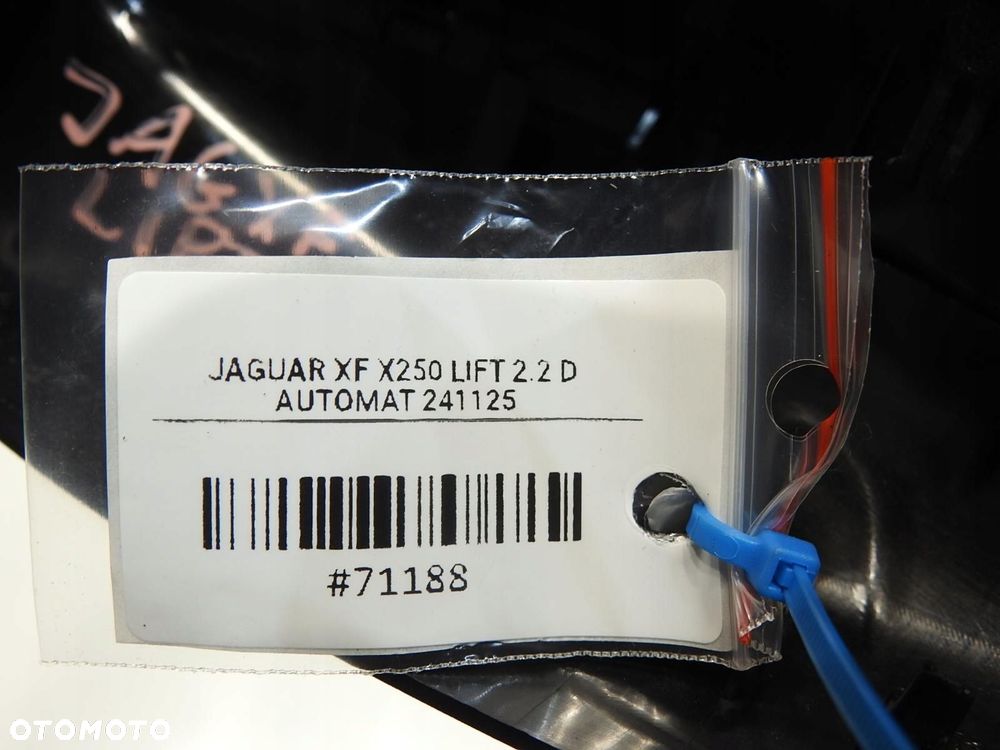 JAGUAR XF X250 LIFT 2.2 D
AUTOMAT 241125
#71188
OTOMOTO